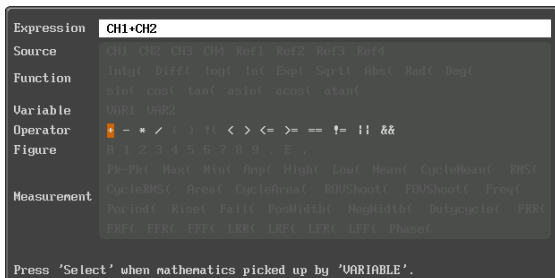 Expression CH1+CH2
Source CH1 CH2 CH3 CH4 Ref1 Ref2 Ref3 Ref4
Function Intg( Diff( log( ln( Exp( Sqrt( Abs( Rad( Deg(
sin( cos( tan( asin( acos( atan(
Variable VAR1 VAR2
Operator + - * / ( ) !( < > <= >= == != || &&
Figure 0 1 2 3 4 5 6 7 8 9 . E .
Measurement Pk-Pk( Max( Min( Amp( High( Low( Mean( CycleMean( RMS(
CycleRMS( Area( CycleArea( ROVShoot( FOVShoot( Freq(
Period( Rise( Fall( PosWidth( NegWidth( Dutycycle( FRR(
FRF( FFR( FFF( LRR( LRF( LFR( LFF( Phase(
Press 'Select' when mathematics picked up by 'VARIABLE'.